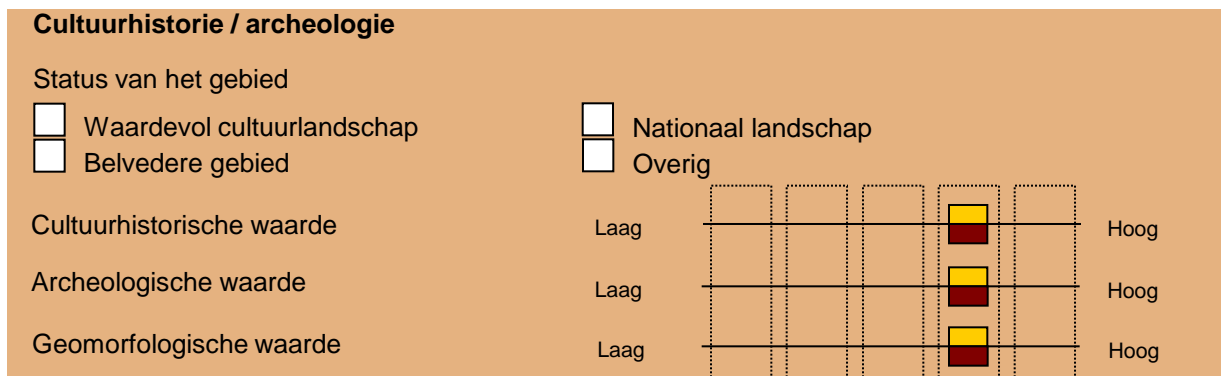 Cultuurhistorie / archeologie
Status van het gebied
Waardevol cultuurlandschap Nationaal landschap
Belvedere gebied Overig
Cultuurhistorische waarde Laag Hoog
Archeologische waarde Laag Hoog
Geomorfologische waarde Laag Hoog